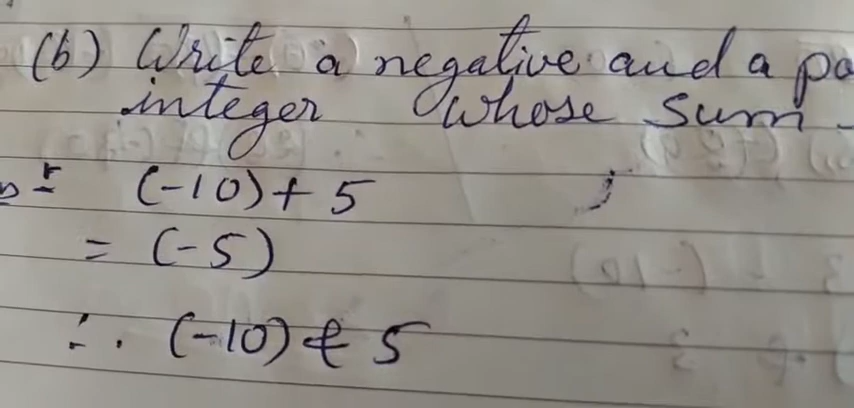 (b) Write a negative and a po
integer whose sum -
(-10) + 5
= (-5)
∴ (-10) & 5